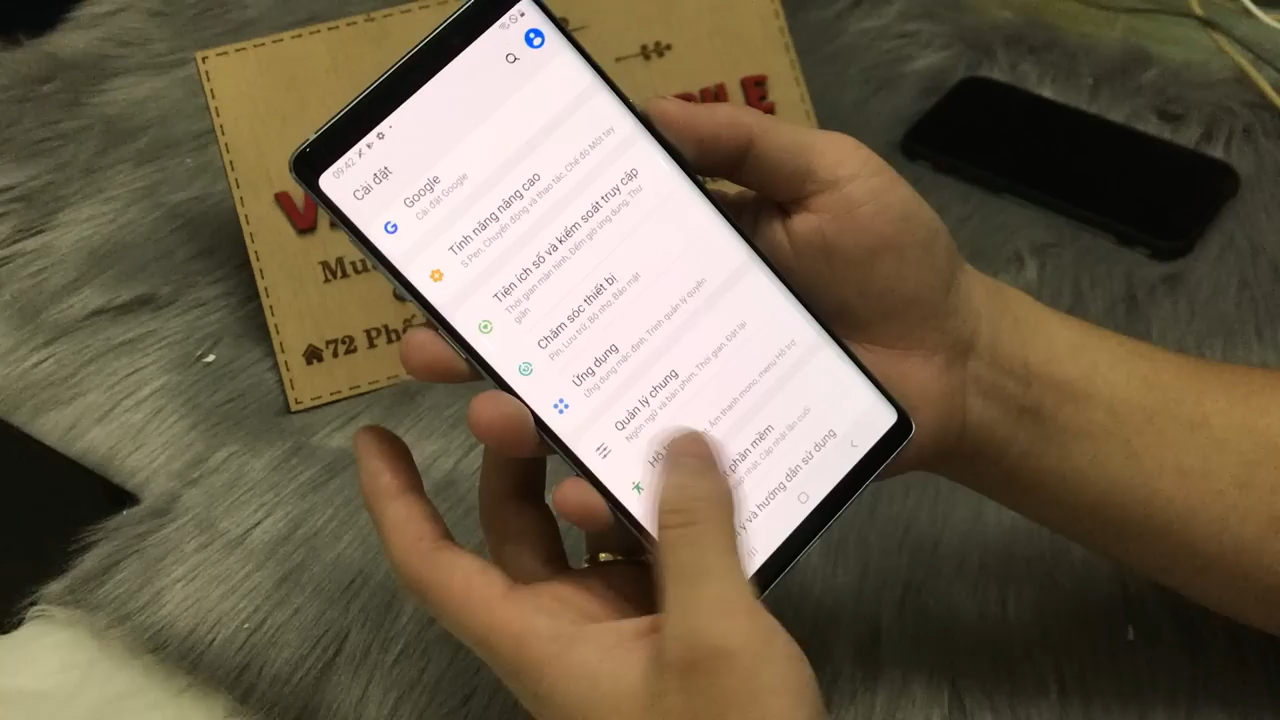 09:42
Cài đặt
Google
Cài đặt Google
Tính năng nâng cao
S Pen, Chuyển động và thao tác, Chế độ Một tay
Tiện ích số và kiểm soát truy cập
Thời gian màn hình, Đếm giờ ứng dụng, Thư
giãn
Chăm sóc thiết bị
Pin, Lưu trữ, Bộ nhớ, Bảo mật
Ứng dụng
Ứng dụng mặc định, Trình quản lý quyền
Quản lý chung
Ngôn ngữ và bàn phím, Thời gian, Đặt lại
Hỗ
Âm thanh mono, menu Hỗ trợ
phần mềm
nhật, Cập nhật lần cuối
ý và hướng dẫn sử dụng
72 Phố